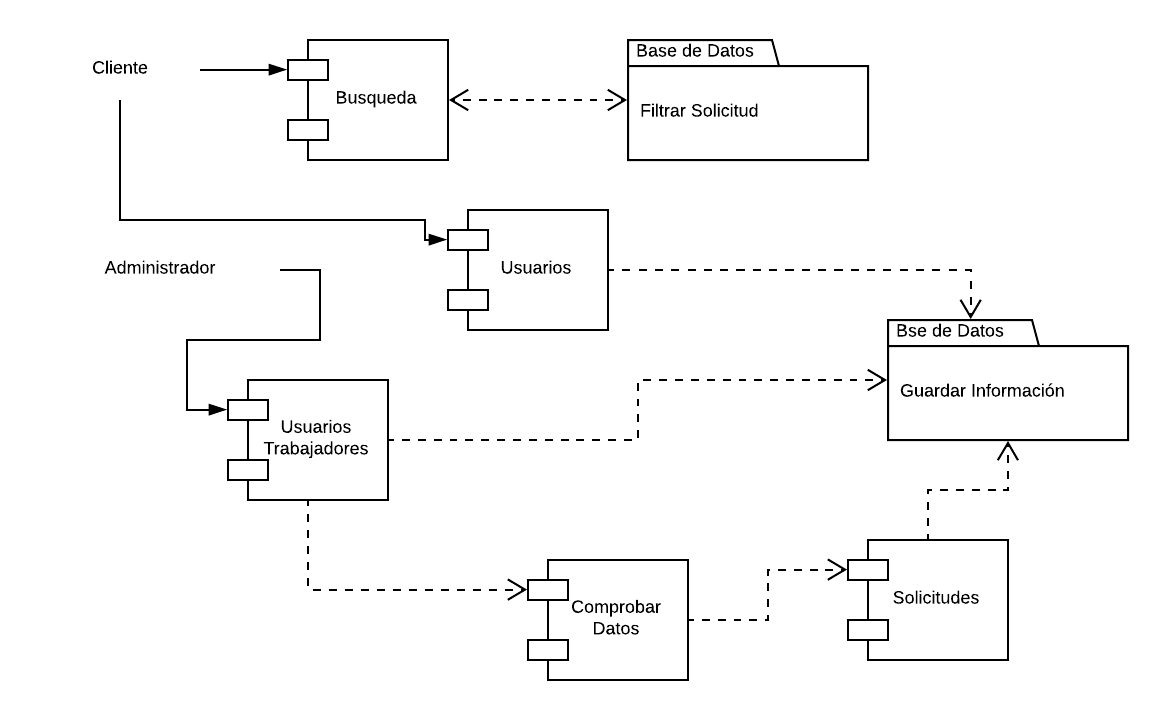 Base de Datos
Cliente
Busqueda
Filtrar Solicitud
Administrador
Usuarios
Bse de Datos
Guardar Información
Usuarios
Trabajadores
Comprobar
Datos
Solicitudes